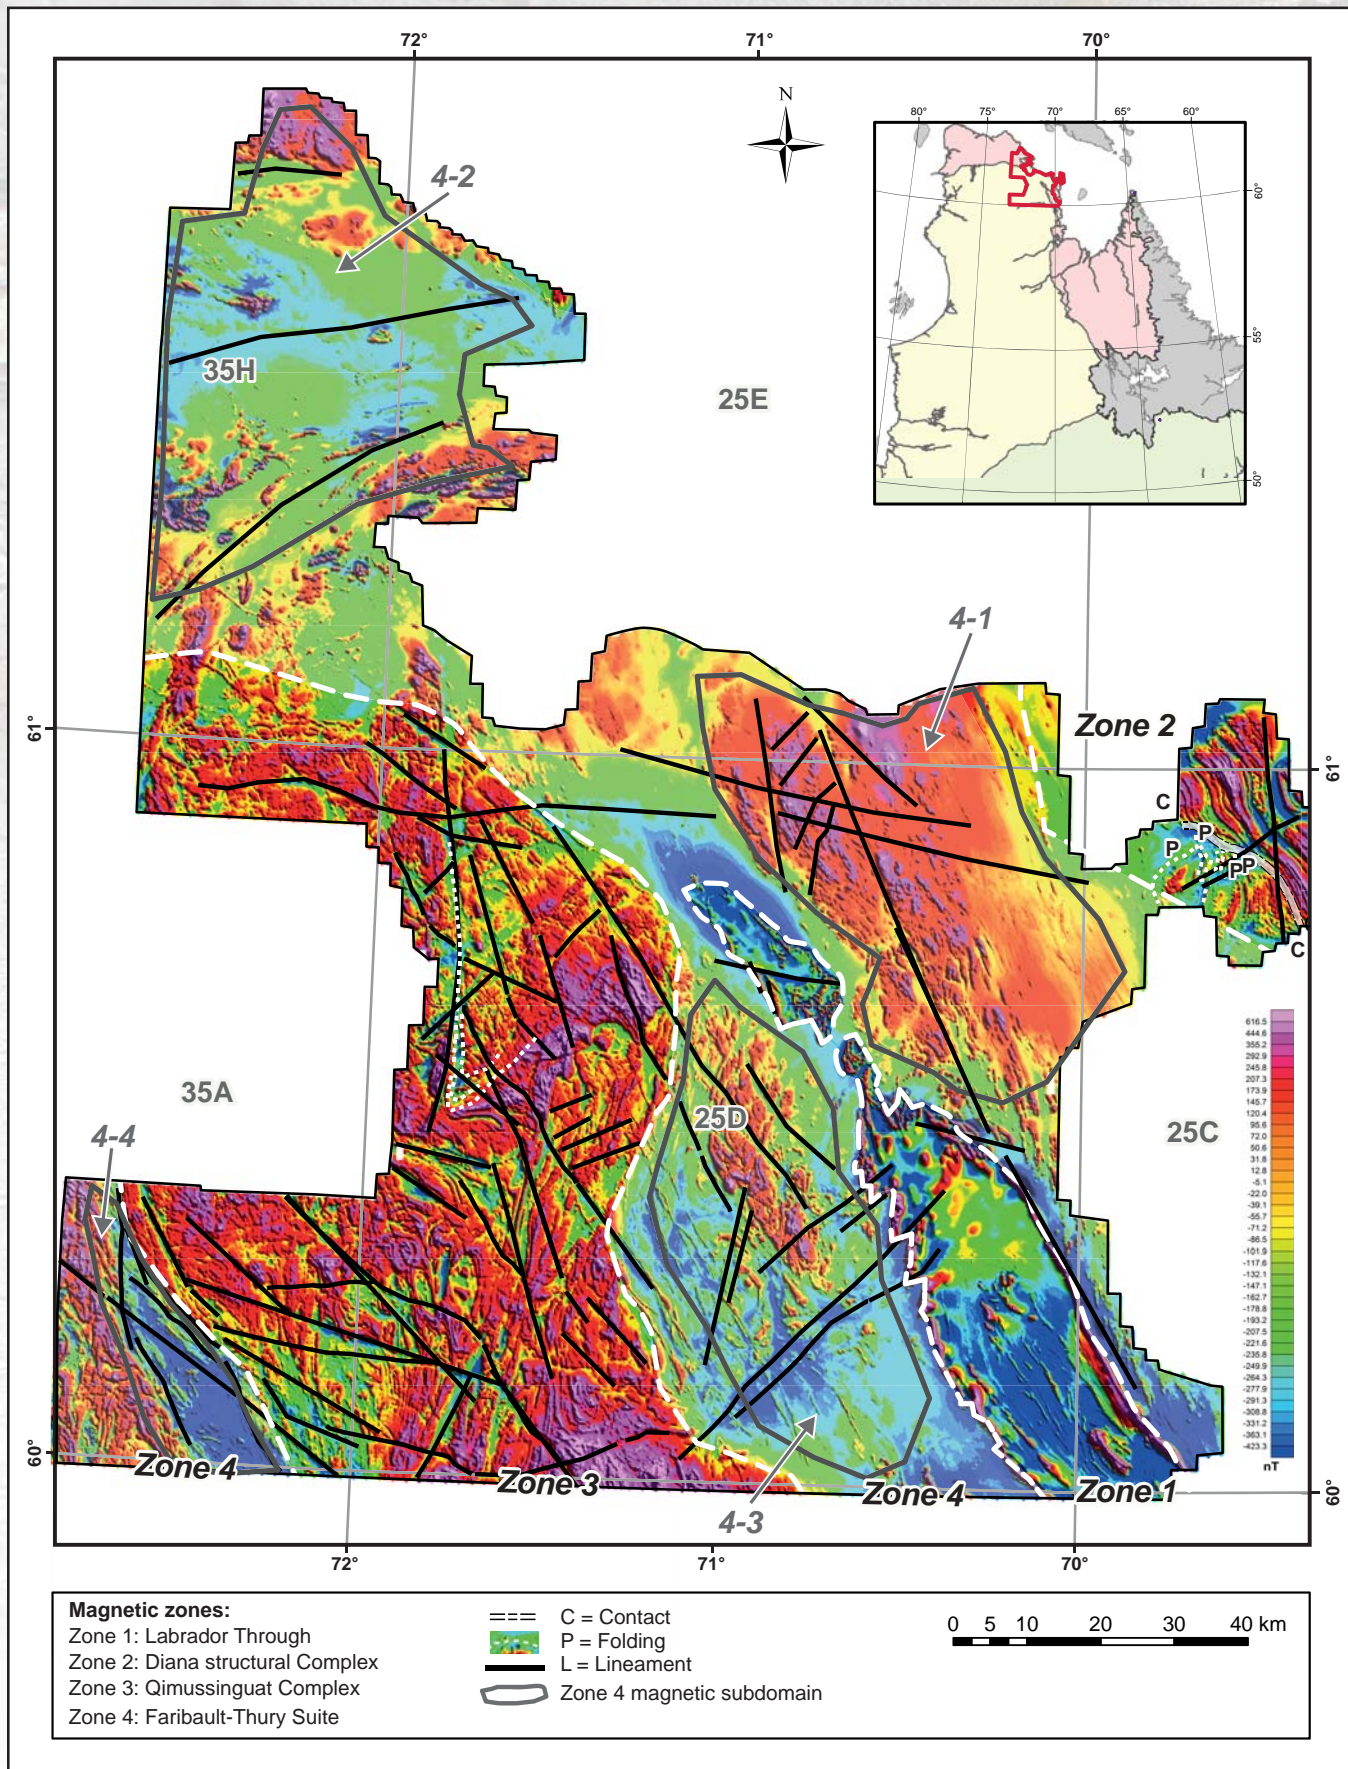 72°
71°
70°
N
80°
75°
70°
65°
60°
60°
55°
50°
4-2
35H
25E
4-1
61°
Zone 2
61°
C
P
P
P
P
C
35A
25D
25C
4-4
616.5
444.6
355.2
292.9
245.8
207.3
173.9
145.7
120.4
95.6
72.0
50.6
31.8
12.8
-5.1
-22.0
-39.1
-55.7
-71.2
-86.5
-101.9
-117.6
-132.1
-147.1
-162.7
-178.8
-193.2
-207.5
-221.6
-235.8
-249.9
-264.3
-277.9
-291.3
-308.8
-331.2
-363.1
-423.3
nT
60°
Zone 4
Zone 3
Zone 4
Zone 1
60°
4-3
72°
71°
70°
Magnetic zones:
Zone 1: Labrador Through
Zone 2: Diana structural Complex
Zone 3: Qimussinguat Complex
Zone 4: Faribault-Thury Suite
C = Contact
P = Folding
L = Lineament
Zone 4 magnetic subdomain
0 5 10 20 30 40 km